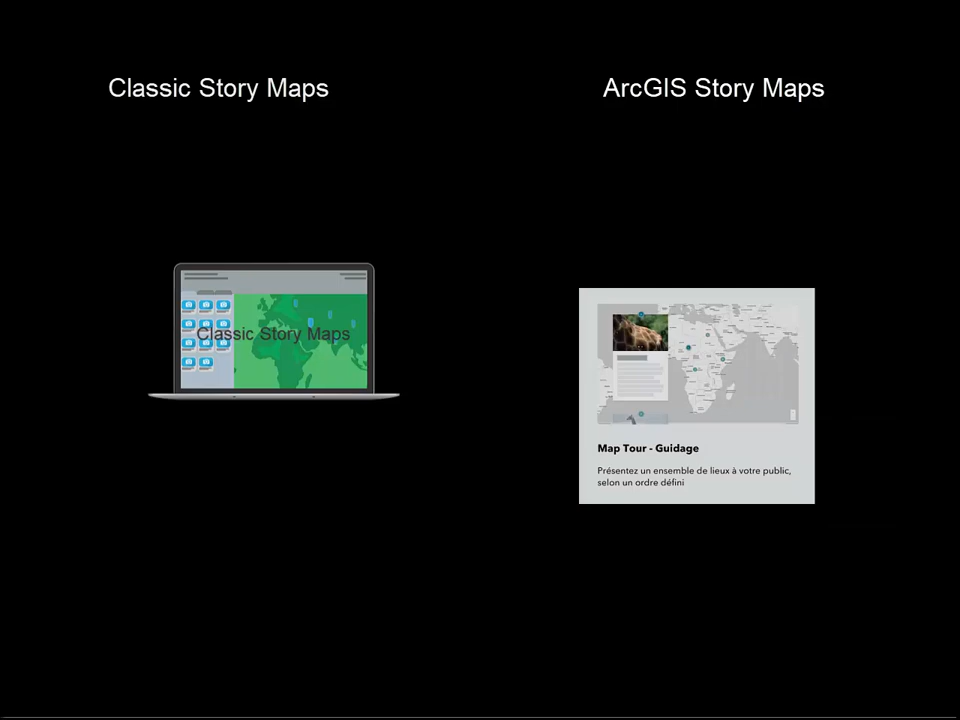 Classic Story Maps
ArcGIS Story Maps
Classic Story Maps
Map Tour - Guidage
Présentez un ensemble de lieux à votre public,
selon un ordre défini